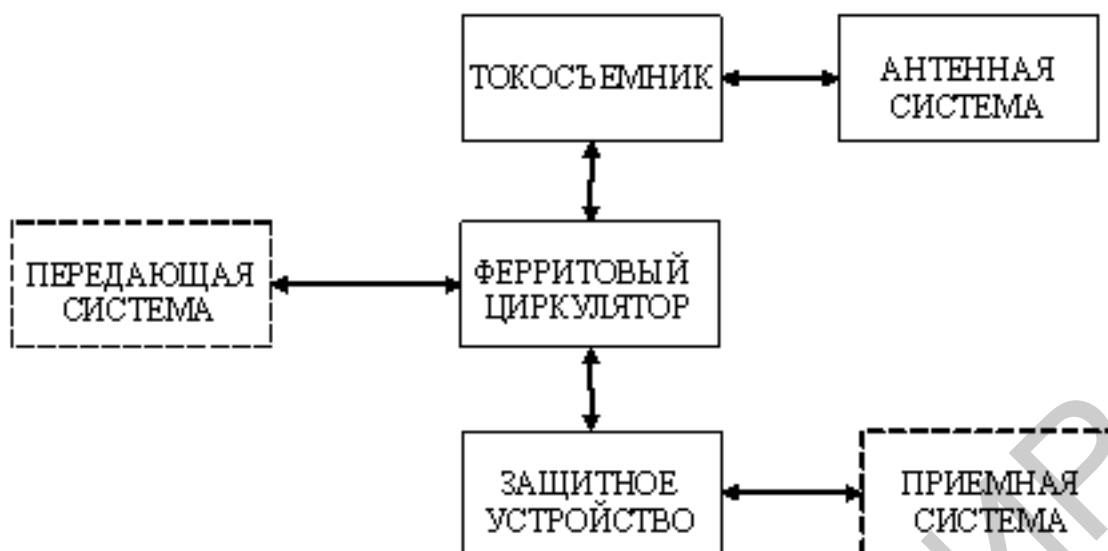 ТОКОСЪЕМНИК
АНТЕННАЯ
СИСТЕМА
ПЕРЕДАЮЩАЯ
СИСТЕМА
ФЕРРИТОВЫЙ
ЦИРКУЛЯТОР
ЗАЩИТНОЕ
УСТРОЙСТВО
ПРИЕМНАЯ
СИСТЕМА